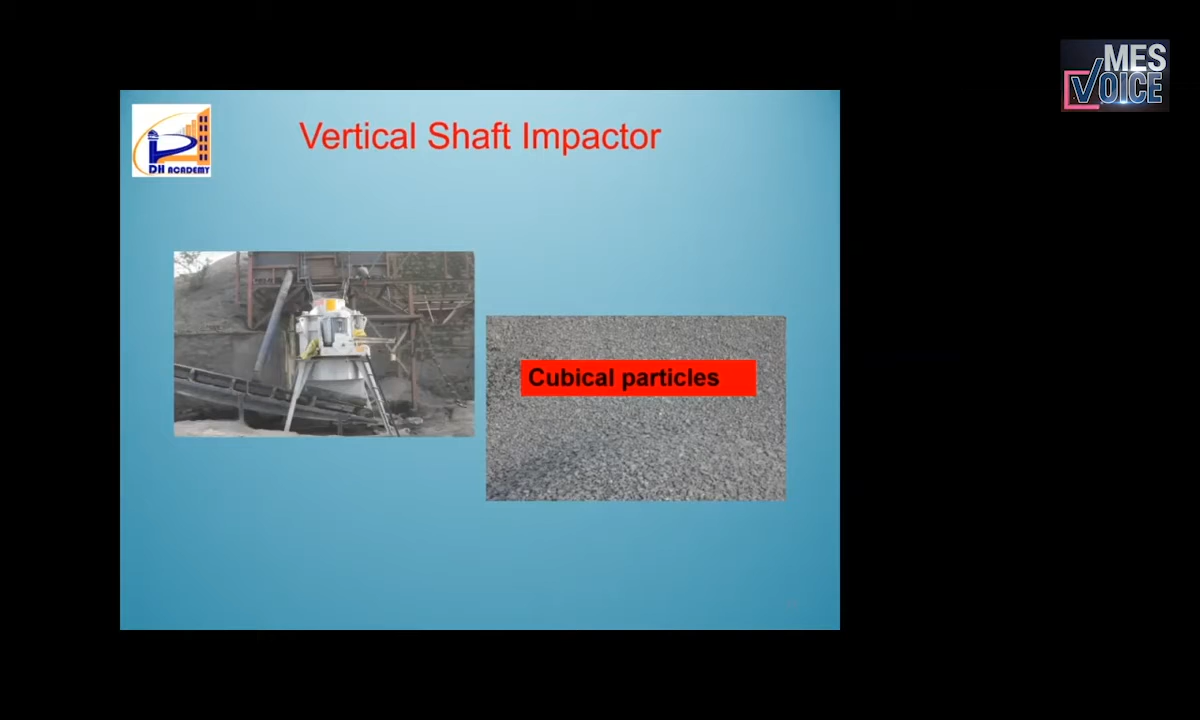 MES
VOICE
DH ACADEMY
Vertical Shaft Impactor
Cubical particles